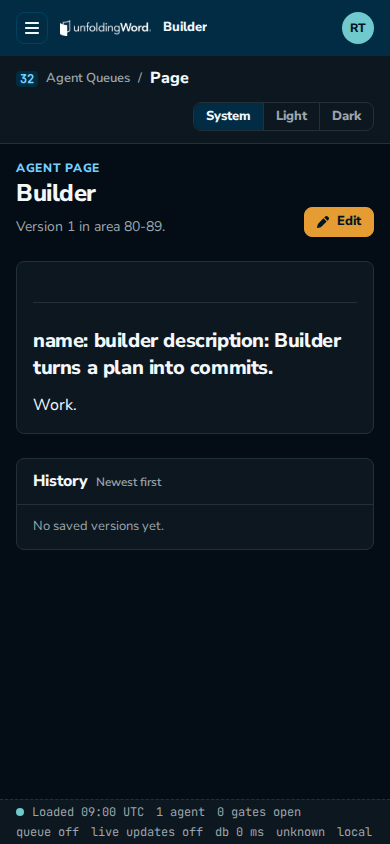 unfoldingWord. Builder RT
32 Agent Queues / Page
System Light Dark
AGENT PAGE
Builder
Version 1 in area 80-89.
Edit
name: builder description: Builder
turns a plan into commits.
Work.
History Newest first
No saved versions yet.
Loaded 09:00 UTC 1 agent 0 gates open
queue off live updates off db 0 ms unknown local